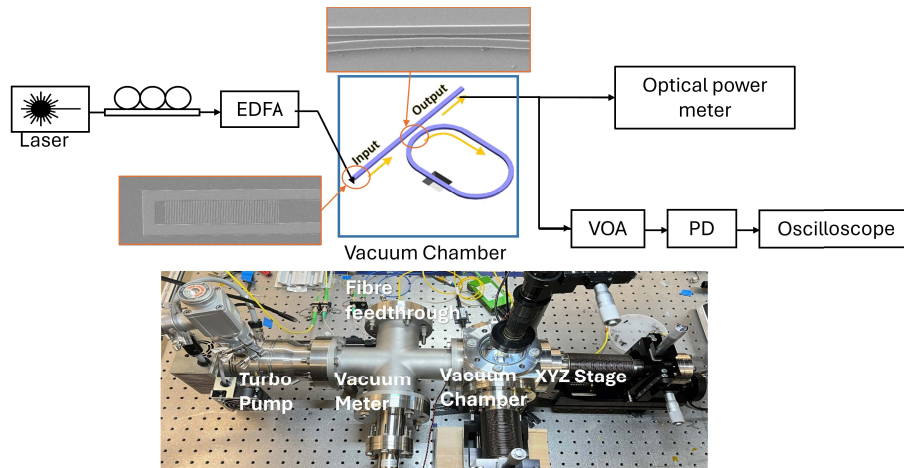 Laser
EDFA
Input
Output
Optical power
meter
VOA
PD
Oscilloscope
Vacuum Chamber
Fibre
feedthrough
Turbo
Pump
Vacuum
Meter
Vacuum
Chamber
XYZ Stage